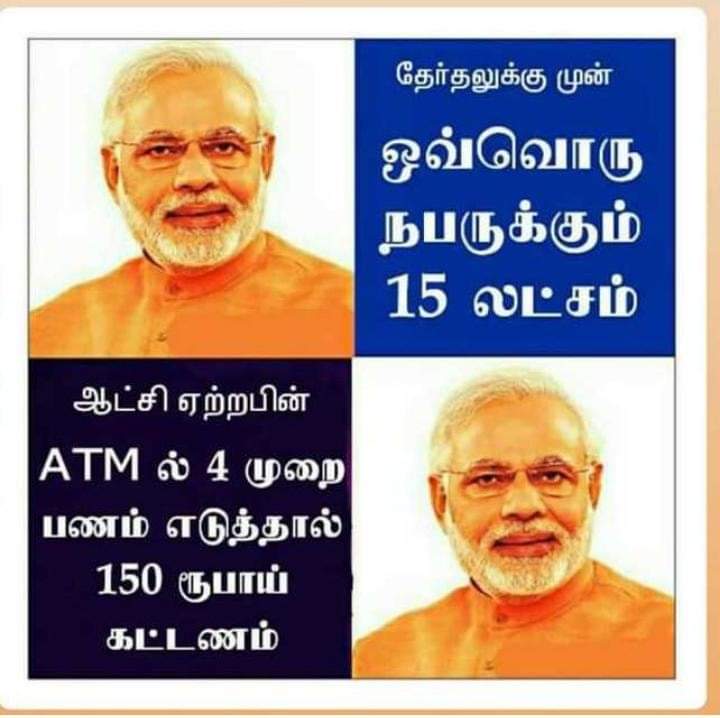 தேர்தலுக்கு முன்
ஒவ்வொரு
நபருக்கும்
15 லட்சம்
ஆட்சி ஏற்றபின்
ATM ல் 4 முறை
பணம் எடுத்தால்
150 ரூபாய்
கட்டணம்